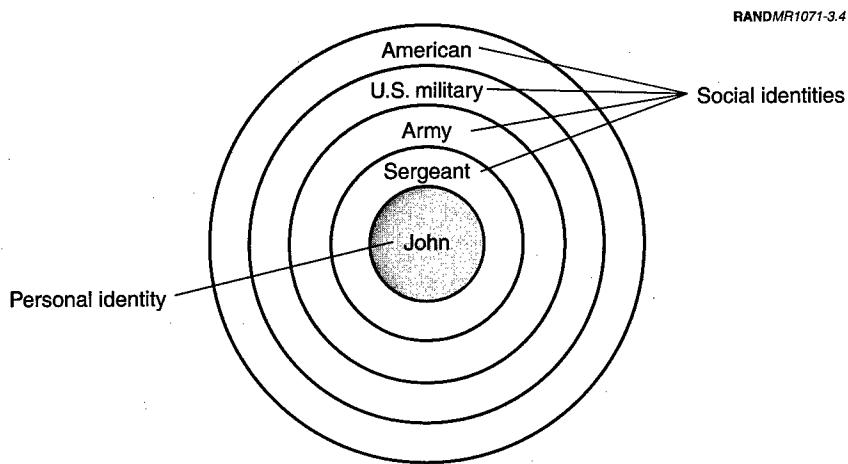 RANDMR1071-3.4
American
U.S. military
Social identities
Army
Sergeant
John
Personal identity